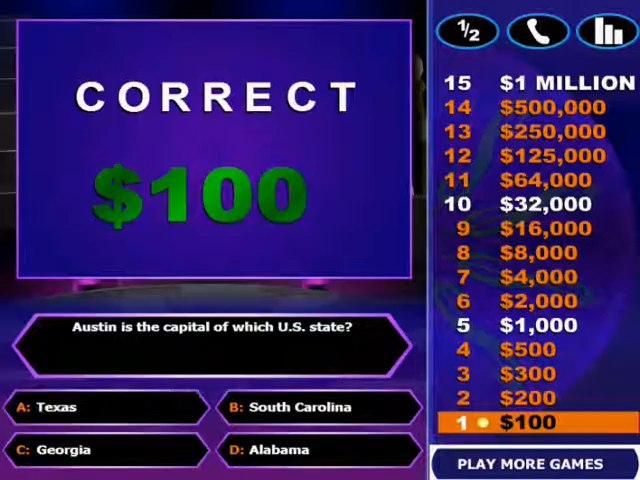 CORRECT
$100
Austin is the capital of which U.S. state?
A: Texas
B: South Carolina
C: Georgia
D: Alabama
½
15 $1 MILLION
14 $500,000
13 $250,000
12 $125,000
11 $64,000
10 $32,000
9 $16,000
8 $8,000
7 $4,000
6 $2,000
5 $1,000
4 $500
3 $300
2 $200
1 $100
PLAY MORE GAMES